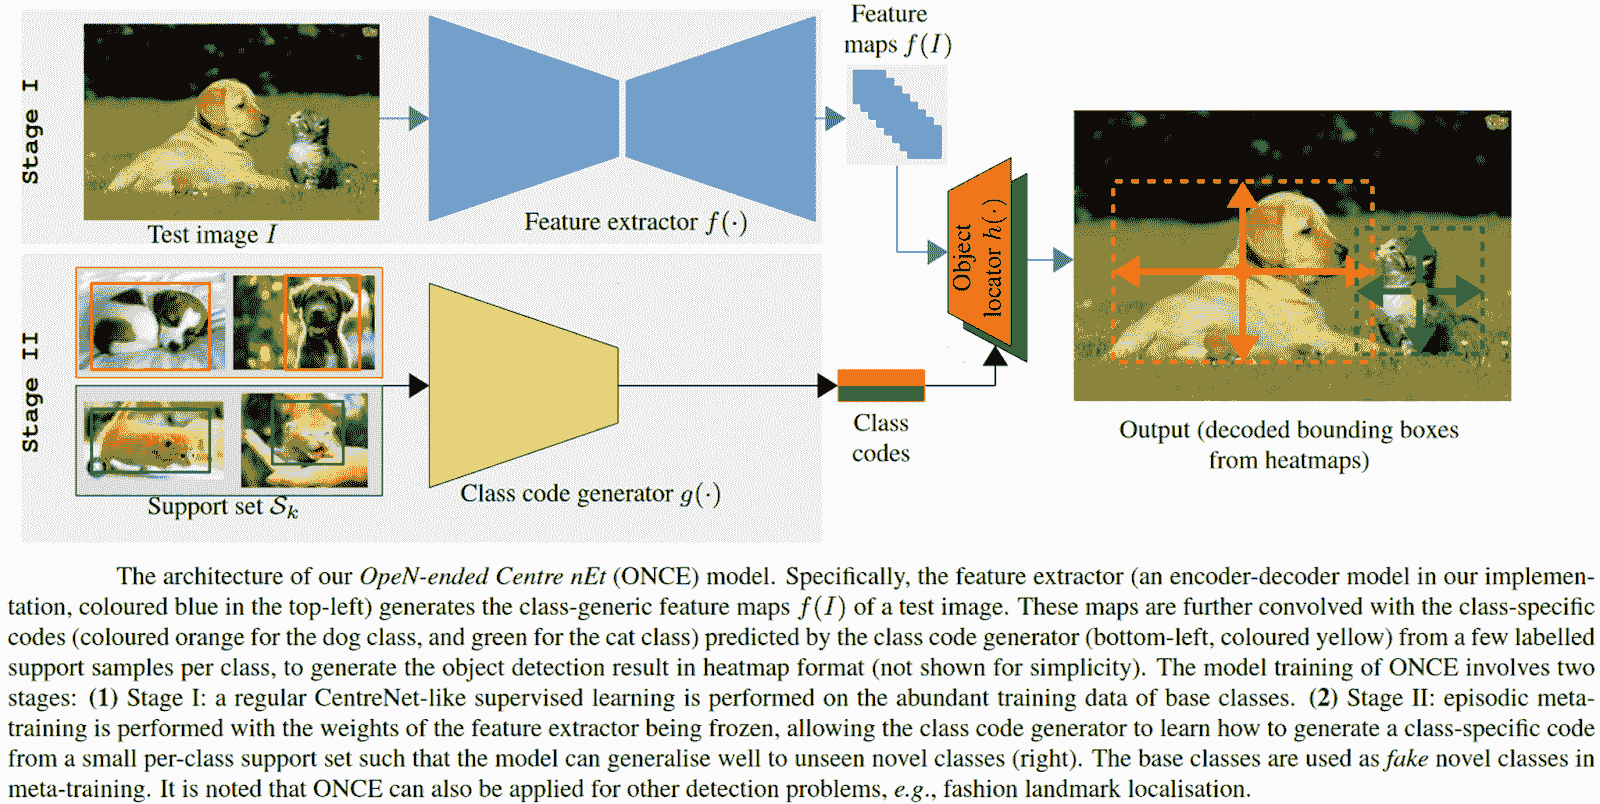 Stage I
Test image I
Feature extractor f(·)
Feature
maps f(I)
Object
locator h(·)
Stage II
Support set S_k
Class code generator g(·)
Class
codes
Output (decoded bounding boxes
from heatmaps)
The architecture of our OpeN-ended Centre nEt (ONCE) model. Specifically, the feature extractor (an encoder-decoder model in our implemen-
tation, coloured blue in the top-left) generates the class-generic feature maps f(I) of a test image. These maps are further convolved with the class-specific
codes (coloured orange for the dog class, and green for the cat class) predicted by the class code generator (bottom-left, coloured yellow) from a few labelled
support samples per class, to generate the object detection result in heatmap format (not shown for simplicity). The model training of ONCE involves two
stages: (1) Stage I: a regular CentreNet-like supervised learning is performed on the abundant training data of base classes. (2) Stage II: episodic meta-
training is performed with the weights of the feature extractor being frozen, allowing the class code generator to learn how to generate a class-specific code
from a small per-class support set such that the model can generalise well to unseen novel classes (right). The base classes are used as fake novel classes in
meta-training. It is noted that ONCE can also be applied for other detection problems, e.g., fashion landmark localisation.